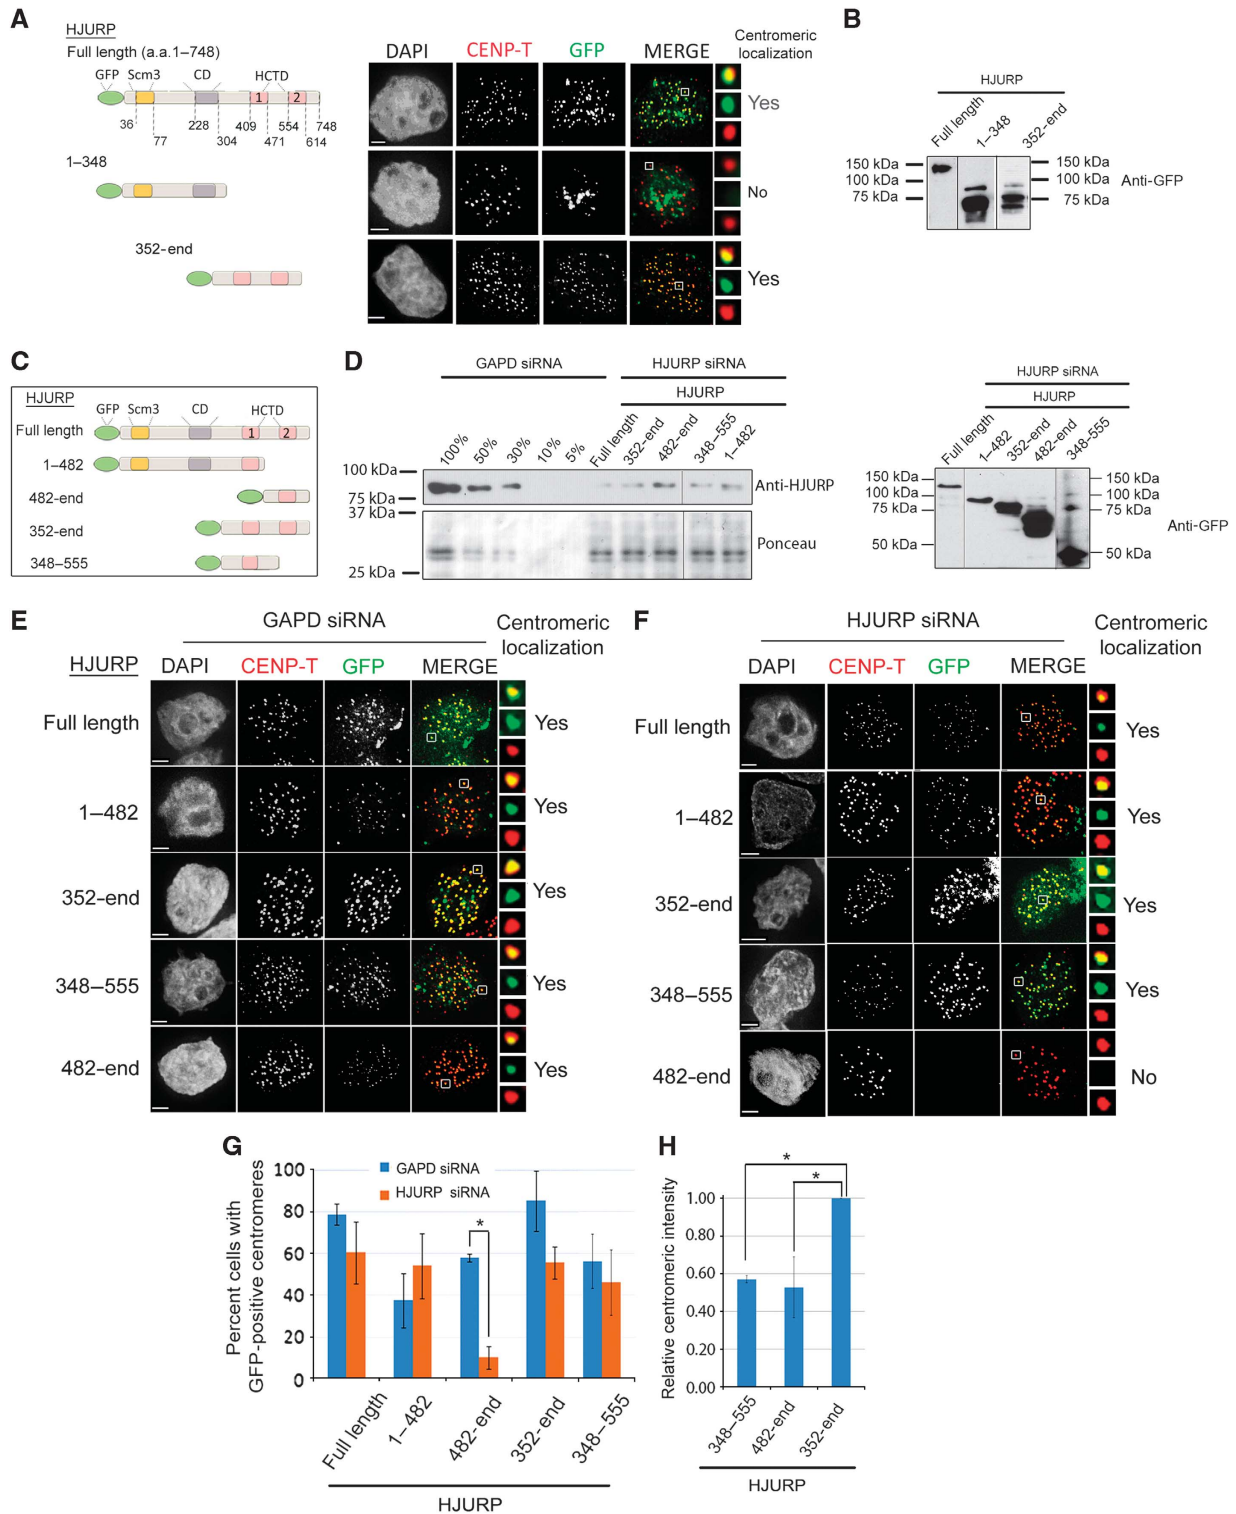 A
HJURP
Full length (a.a.1–748)
GFP Scm3 CD HCTD
1 2
36 77 228 304 409 471 554 614 748
1–348
352-end
DAPI CENP-T GFP MERGE
Centromeric
localization
Yes
No
Yes
B
HJURP
Full length 1–348 352-end
150 kDa 150 kDa
100 kDa 100 kDa
75 kDa 75 kDa
Anti-GFP
C
HJURP
GFP Scm3 CD HCTD
Full length 1 2
1–482
482-end
352-end
348–555
D
GAPD siRNA HJURP siRNA
HJURP
100% 50% 30% 10% 5% Full length 352-end 482-end 348–555 1–482
100 kDa
75 kDa
Anti-HJURP
37 kDa
Ponceau
25 kDa
HJURP siRNA
HJURP
Full length 1–482 352-end 482-end 348–555
150 kDa 150 kDa
100 kDa 100 kDa
75 kDa 75 kDa
Anti-GFP
50 kDa 50 kDa
E
GAPD siRNA
Centromeric
localization
HJURP DAPI CENP-T GFP MERGE
Full length Yes
1–482 Yes
352-end Yes
348–555 Yes
482-end Yes
F
HJURP siRNA
Centromeric
localization
DAPI CENP-T GFP MERGE
Full length Yes
1–482 Yes
352-end Yes
348–555 Yes
482-end No
G
Percent cells with
GFP-positive centromeres
GAPD siRNA
HJURP siRNA
100
80
60
40
20
0
*
Full length 1–482 482-end 352-end 348–555
HJURP
H
Relative centromeric intensity
*
*
1.00
0.80
0.60
0.40
0.20
0.00
348–555 482-end 352-end
HJURP